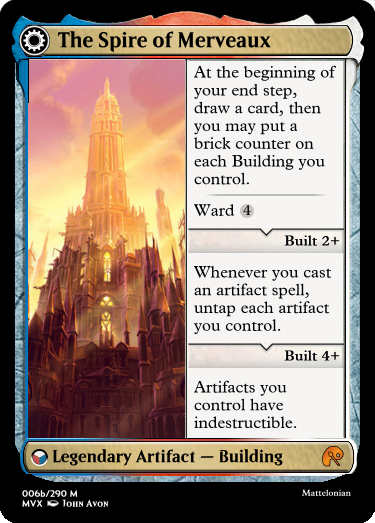 The Spire of Merveaux
At the beginning of
your end step,
draw a card, then
you may put a
brick counter on
each Building you
control.
Ward 4
Built 2+
Whenever you cast
an artifact spell,
untap each artifact
you control.
Built 4+
Artifacts you
control have
indestructible.
Legendary Artifact — Building
006b/290 M
MVX John Avon
Mattelonian